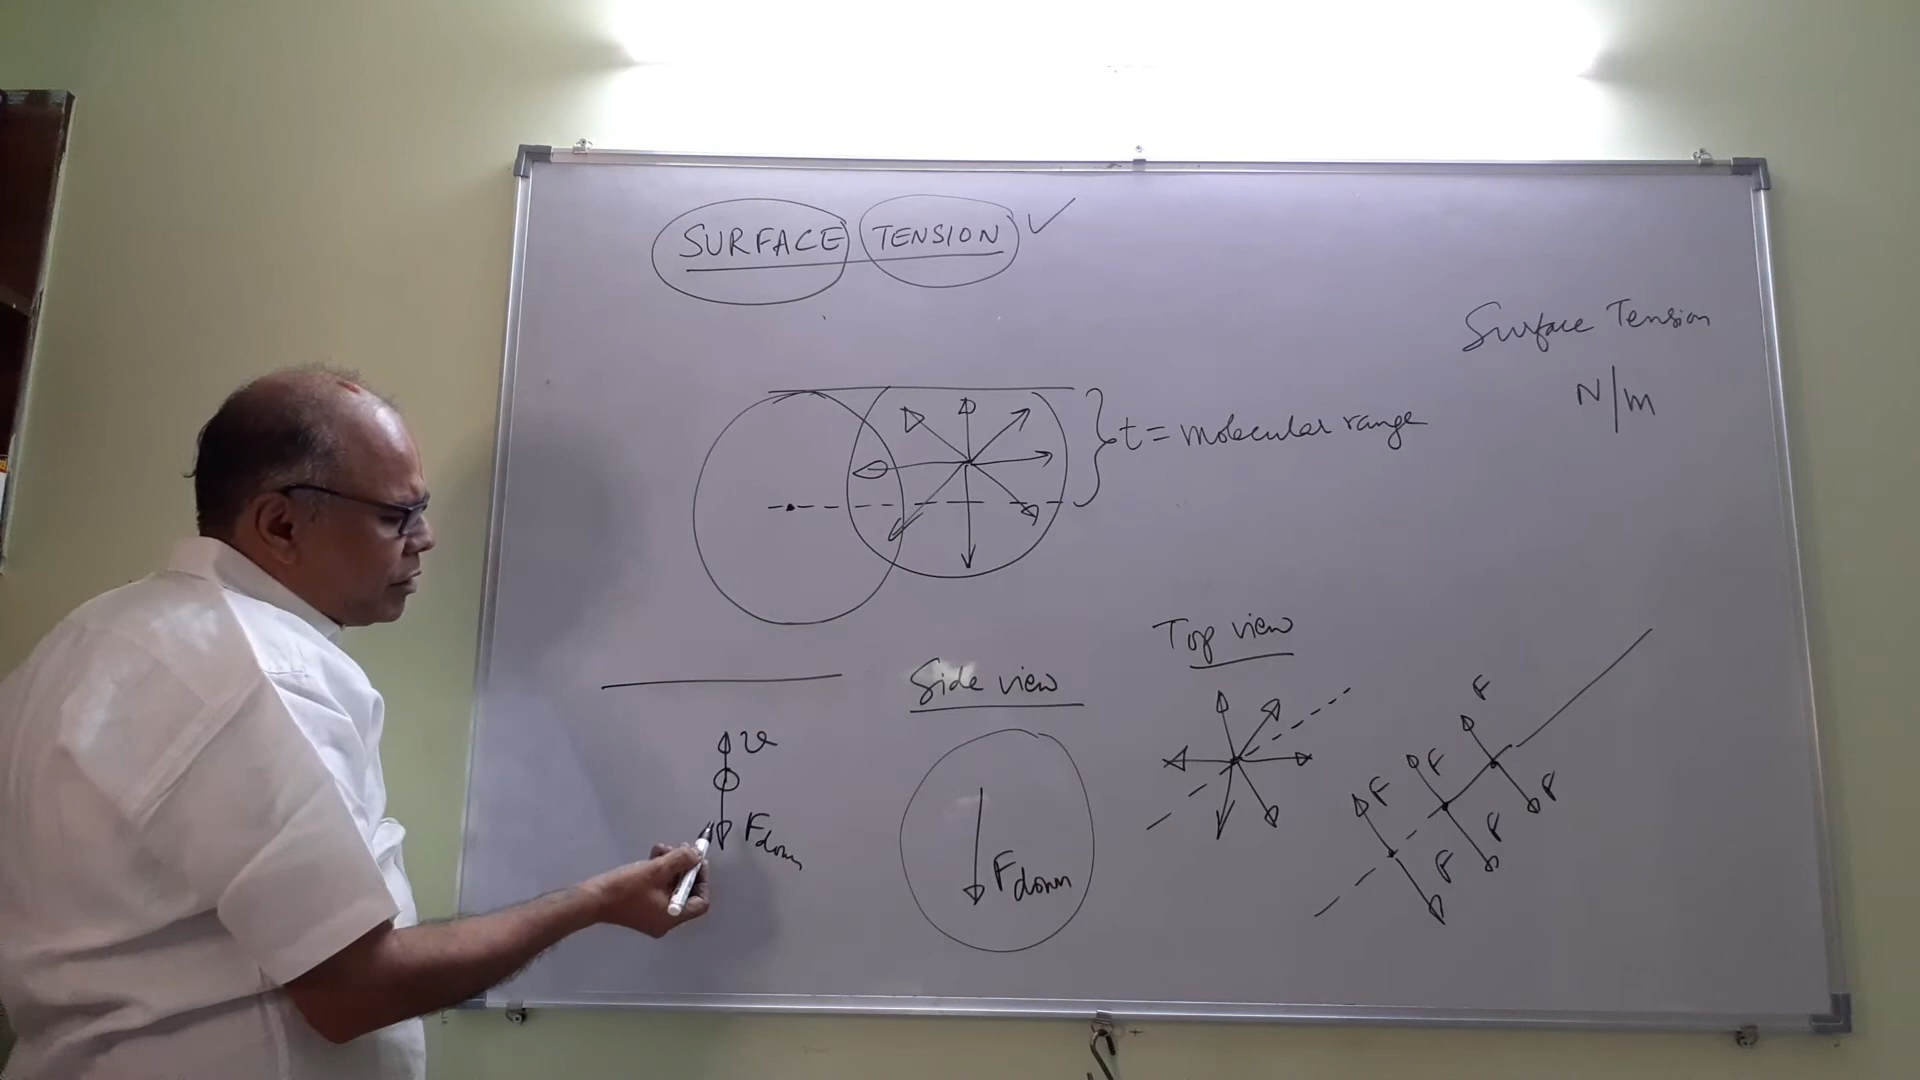 SURFACE TENSION ✓
Surface Tension
N/m
t = molecular range
Top view
Side view
v
F down
F down
F
F
F
F
F
F